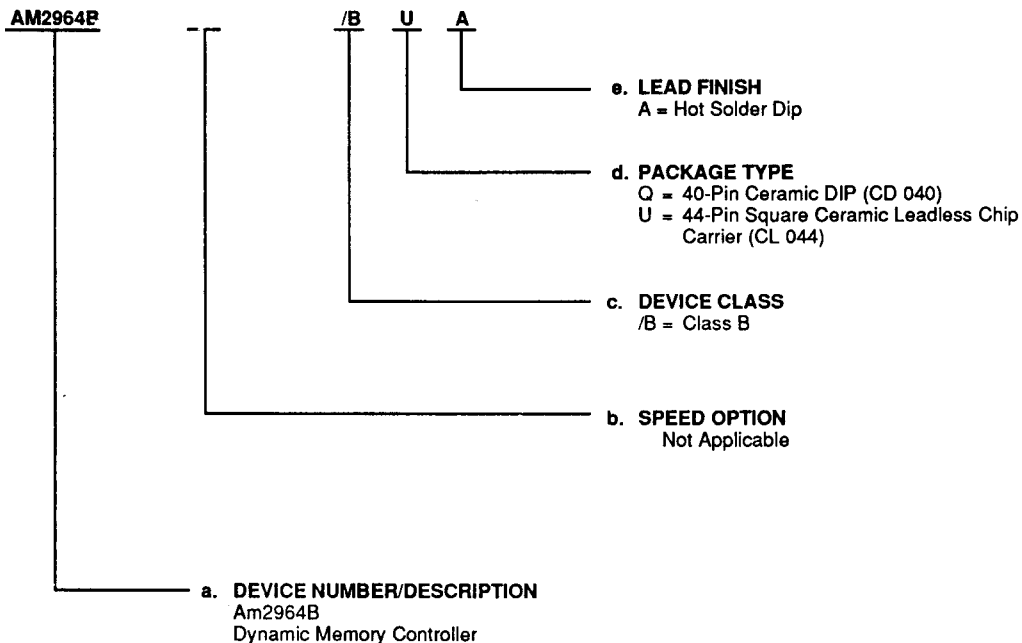 AM2964B -- /B U A
e. LEAD FINISH
A = Hot Solder Dip
d. PACKAGE TYPE
Q = 40-Pin Ceramic DIP (CD 040)
U = 44-Pin Square Ceramic Leadless Chip
Carrier (CL 044)
c. DEVICE CLASS
/B = Class B
b. SPEED OPTION
Not Applicable
a. DEVICE NUMBER/DESCRIPTION
Am2964B
Dynamic Memory Controller